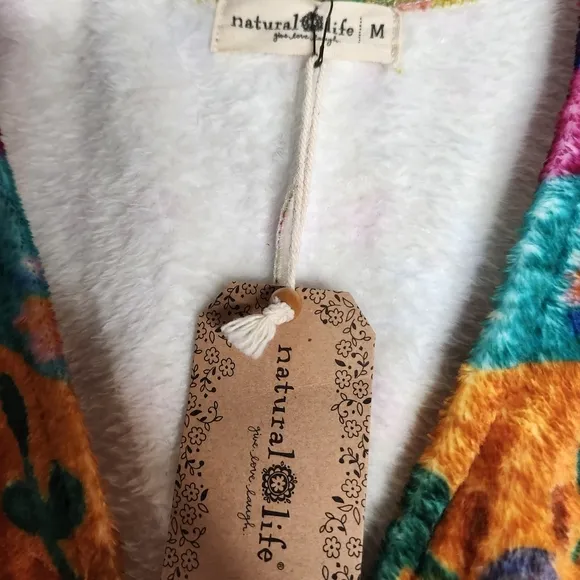 natural life M
give. love. laugh.
natural life ®
give. love. laugh.